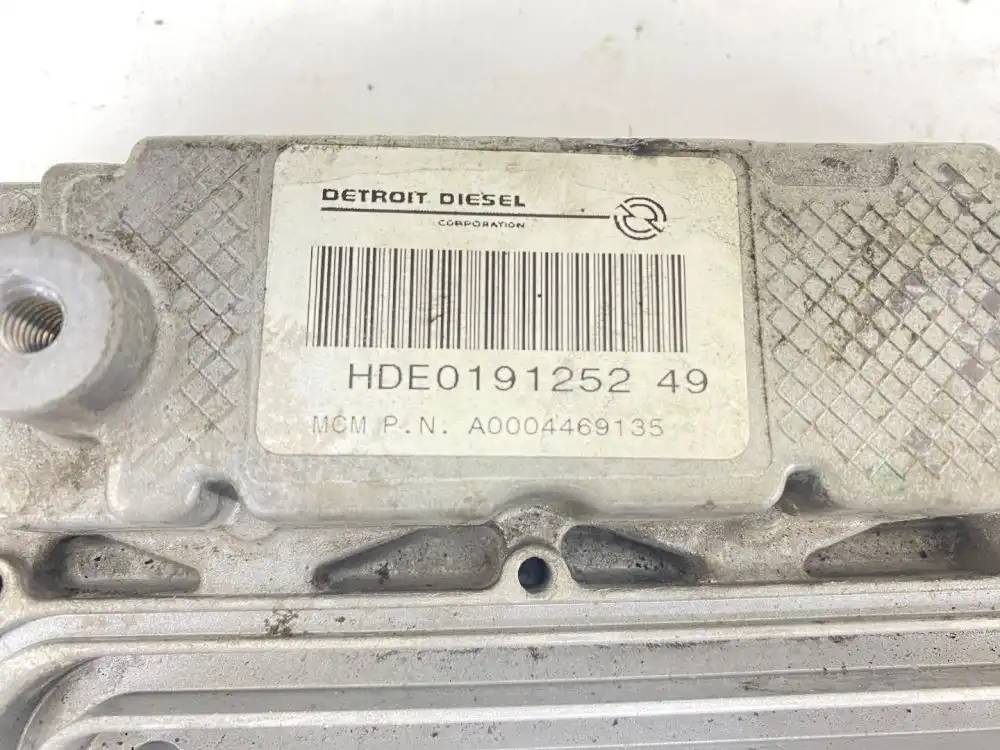 DETROIT DIESEL
CORPORATION
HDE0191252 49
MCM P.N. A0004469135